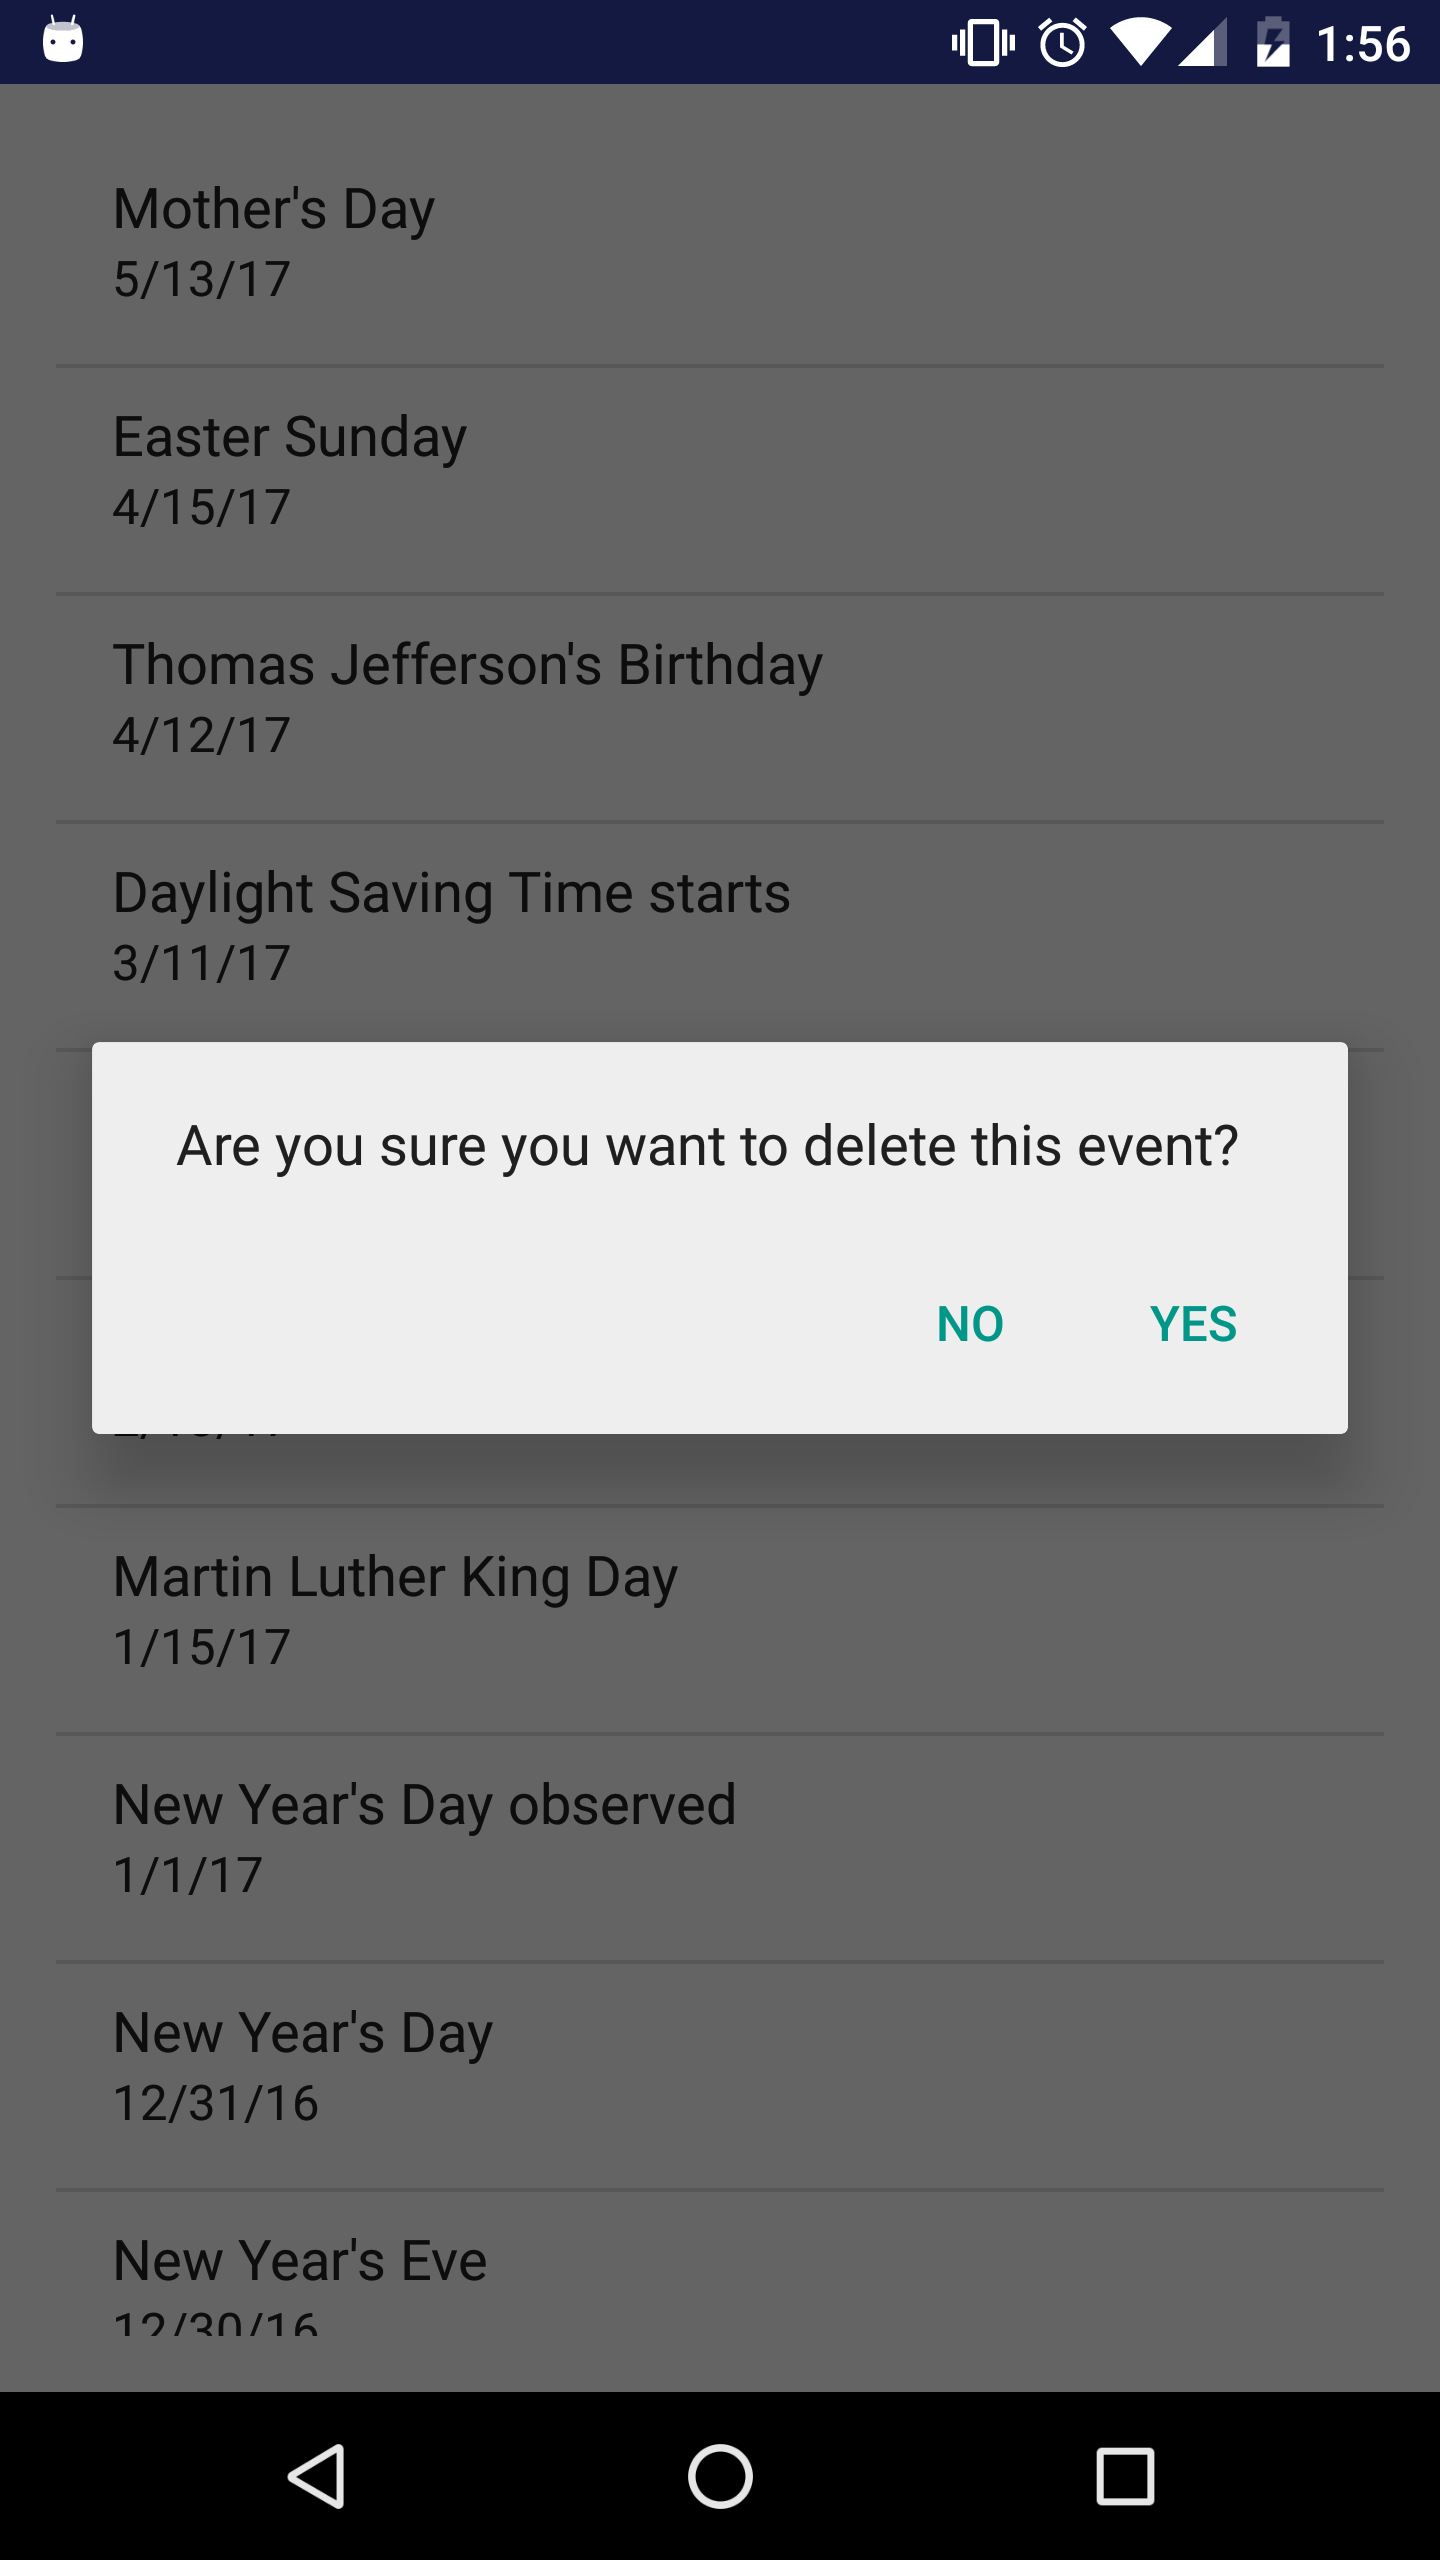 1:56
Mother's Day
5/13/17
Easter Sunday
4/15/17
Thomas Jefferson's Birthday
4/12/17
Daylight Saving Time starts
3/11/17
Are you sure you want to delete this event?
NO YES
Martin Luther King Day
1/15/17
New Year's Day observed
1/1/17
New Year's Day
12/31/16
New Year's Eve
12/30/16